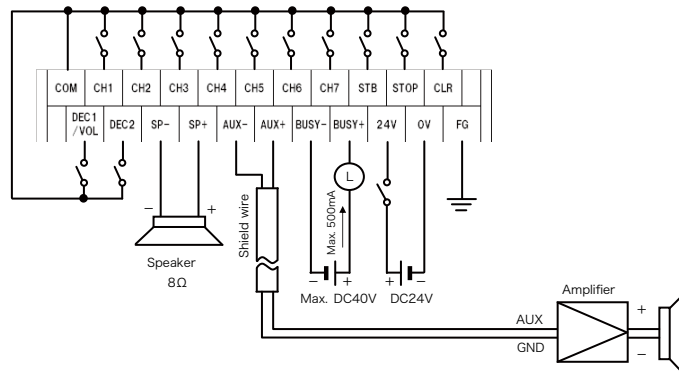 COM CH1 CH2 CH3 CH4 CH5 CH6 CH7 STB STOP CLR
DEC1
/VOL DEC2 SP- SP+ AUX- AUX+ BUSY- BUSY+ 24V 0V FG
L
Max. 500mA
Shield wire
− +
Speaker
8Ω
− +
Max. DC40V
+ −
DC24V
Amplifier
AUX
GND
+
−